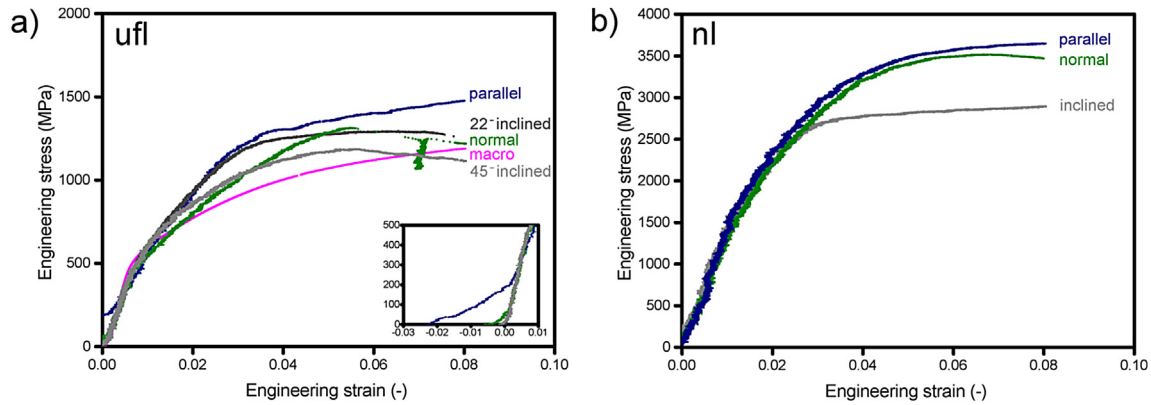 a)
ufl
Engineering stress (MPa)
2000
1500
1000
500
0
0.00 0.02 0.04 0.06 0.08 0.10
Engineering strain (-)
parallel
22-inclined
normal
macro
45-inclined
500
400
300
200
100
0
-0.03 -0.02 -0.01 0.00 0.01
b)
nl
Engineering stress (MPa)
4000
3500
3000
2500
2000
1500
1000
500
0
0.00 0.02 0.04 0.06 0.08 0.10
Engineering strain (-)
parallel
normal
inclined